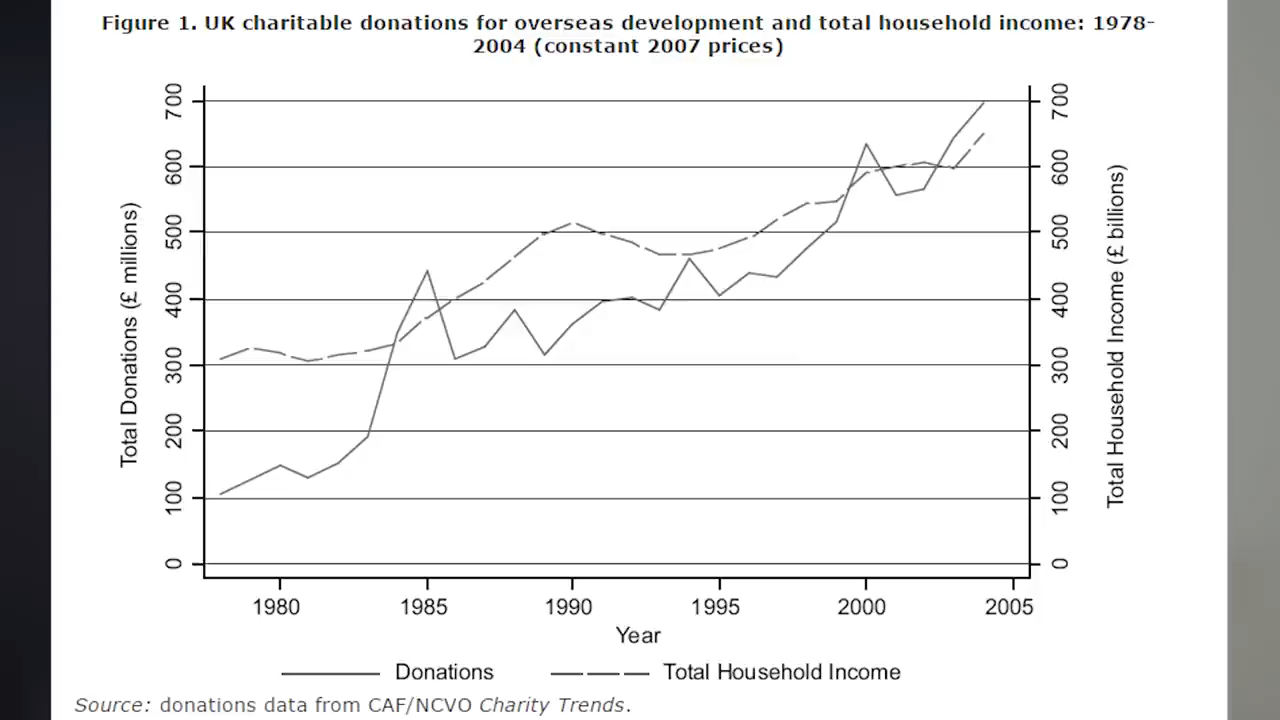 Figure 1. UK charitable donations for overseas development and total household income: 1978-
2004 (constant 2007 prices)
Total Donations (£ millions)
700
600
500
400
300
200
100
0
700
600
500
400
300
200
100
0
Total Household Income (£ billions)
1980 1985 1990 1995 2000 2005
Year
Donations Total Household Income
Source: donations data from CAF/NCVO Charity Trends.